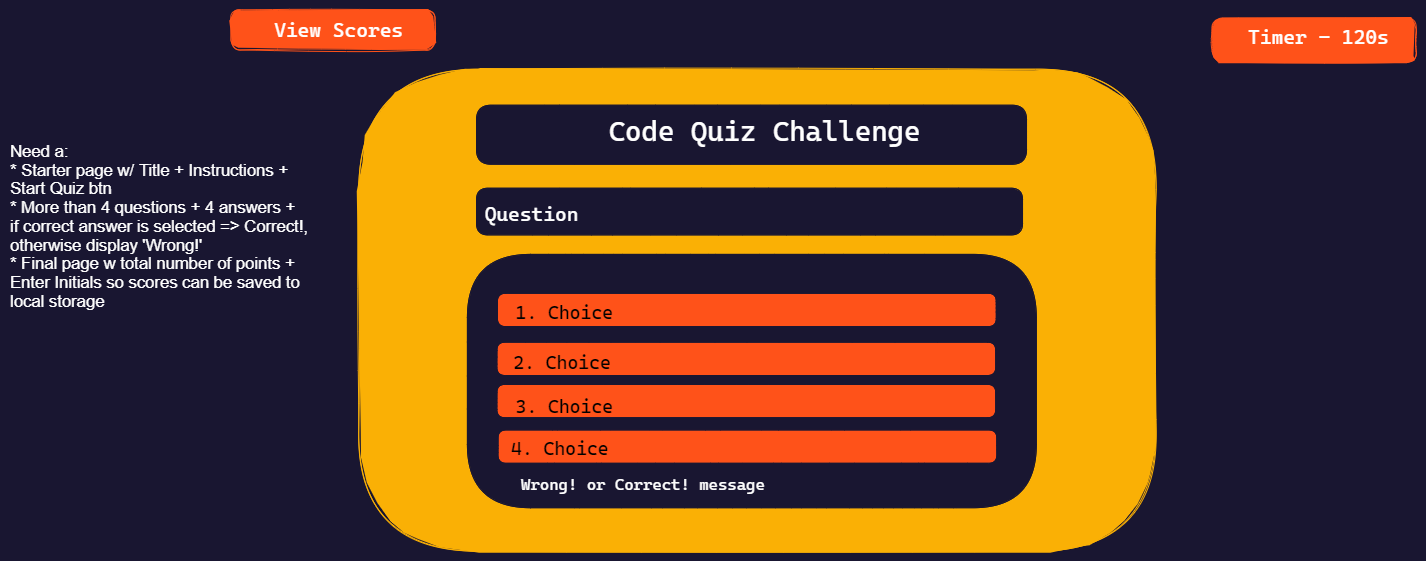 View Scores
Timer - 120s
Need a:
* Starter page w/ Title + Instructions +
Start Quiz btn
* More than 4 questions + 4 answers +
if correct answer is selected => Correct!,
otherwise display 'Wrong!'
* Final page w total number of points +
Enter Initials so scores can be saved to
local storage
Code Quiz Challenge
Question
1. Choice
2. Choice
3. Choice
4. Choice
Wrong! or Correct! message